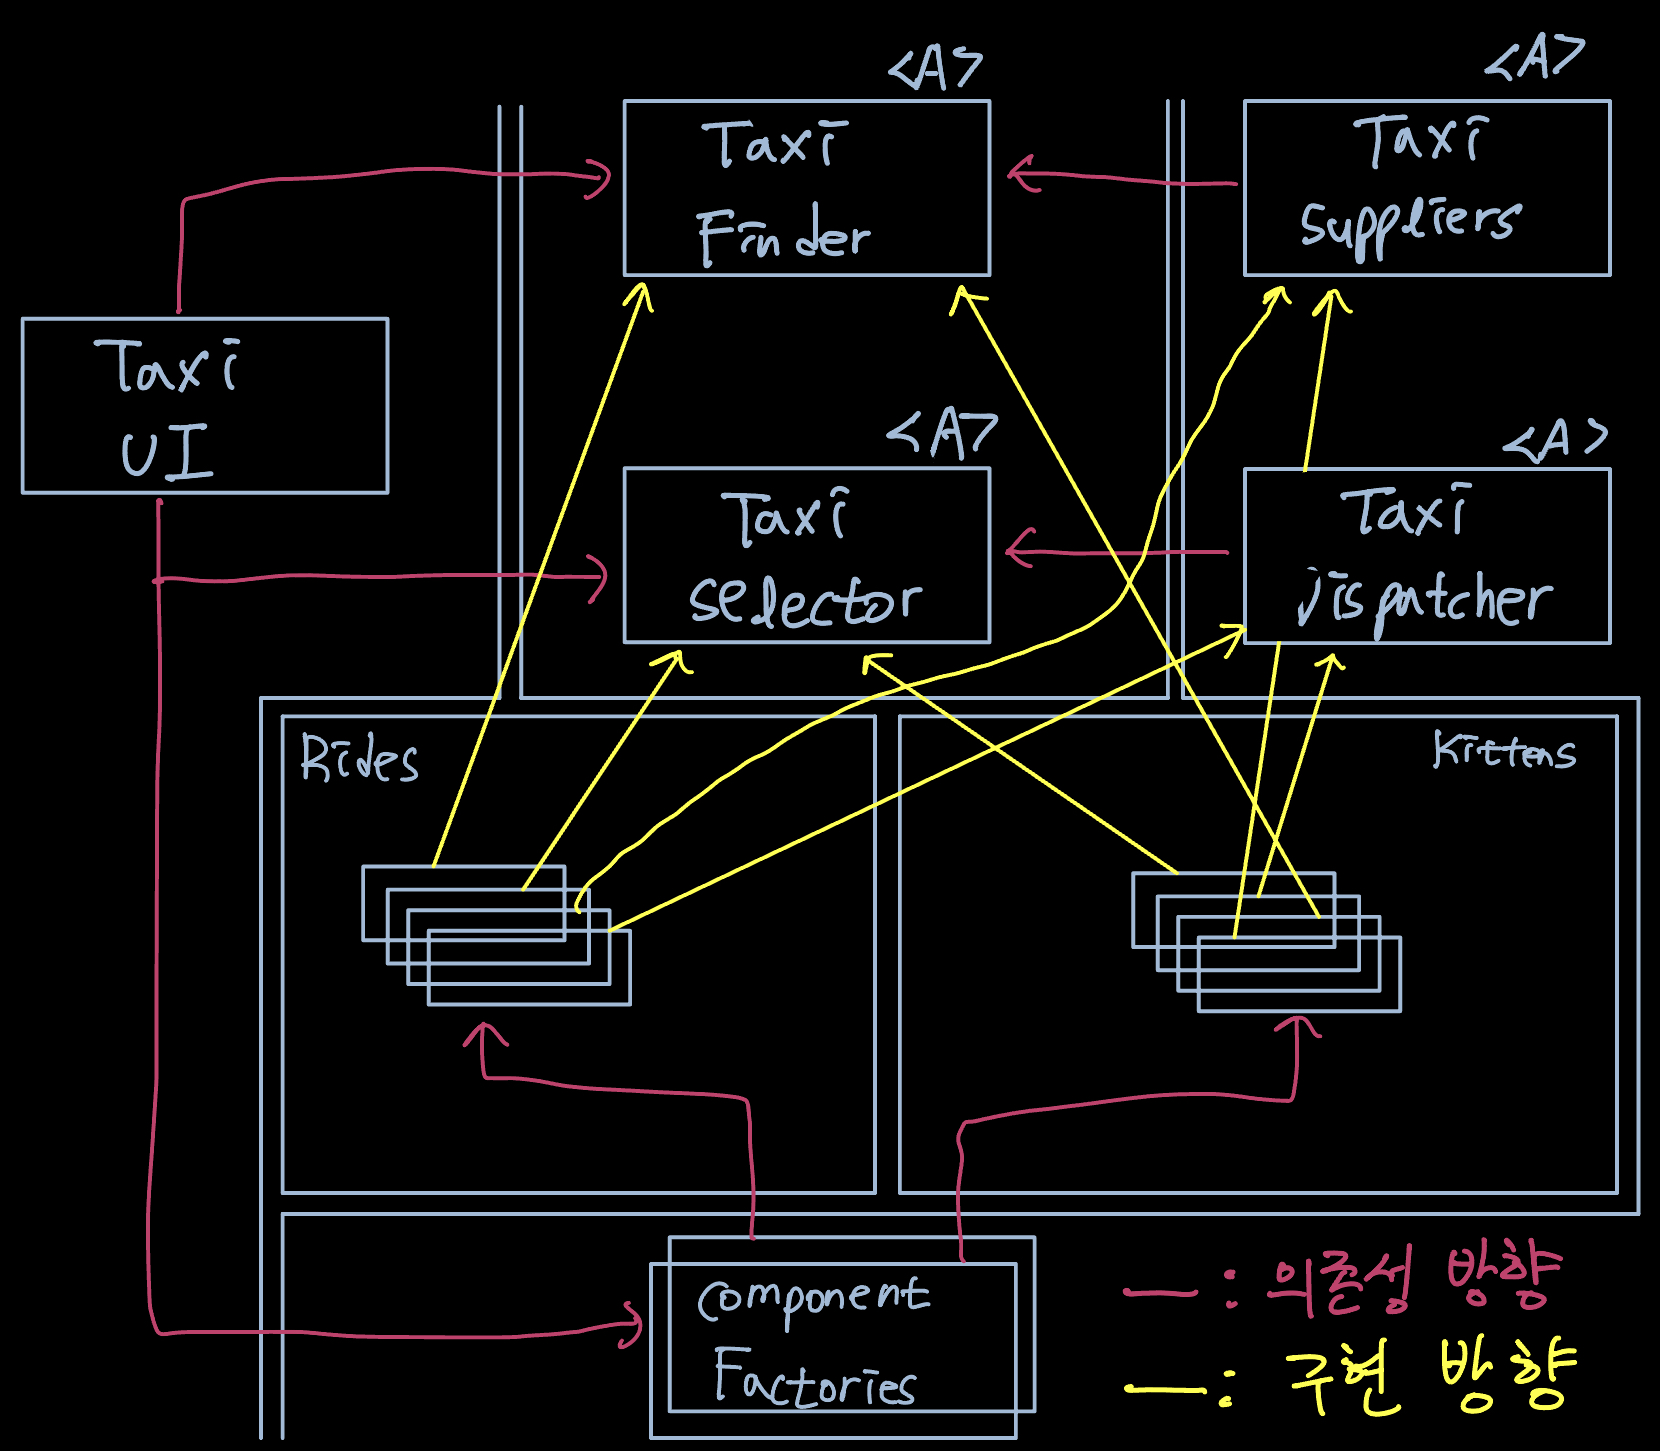 <A>
<A>
Taxi
Finder
Taxi
Suppliers
Taxi
UI
<A>
<A>
Taxi
Selector
Taxi
Dispatcher
Rides
Kittens
Component
Factories
— : 의존성 방향
— : 구현 방향